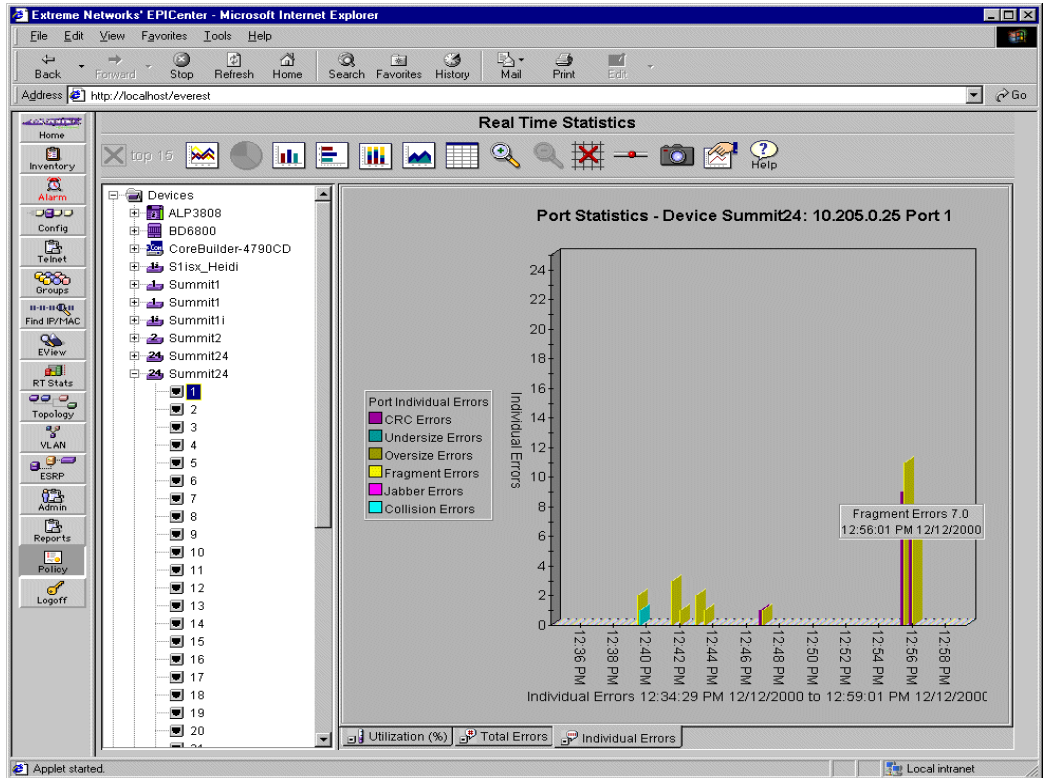 Extreme Networks' EPICenter - Microsoft Internet Explorer
File Edit View Favorites Tools Help
Back Forward Stop Refresh Home Search Favorites History Mail Print Edit
Address http://localhost/everest Go
Real Time Statistics
top 15 Help
Home
Inventory
Alarm
Config
Telnet
Groups
Find IP/MAC
EView
RT Stats
Topology
VLAN
ESRP
Admin
Reports
Policy
Logoff
Devices
ALP3808
BD6800
CoreBuilder-4790CD
S1isx_Heidi
Summit1
Summit1
Summit1i
Summit2
Summit24
Summit24
1
2
3
4
5
6
7
8
9
10
11
12
13
14
15
16
17
18
19
20
Port Statistics - Device Summit24: 10.205.0.25 Port 1
Port Individual Errors
CRC Errors
Undersize Errors
Oversize Errors
Fragment Errors
Jabber Errors
Collision Errors
Individual Errors
24
22
20
18
16
14
12
10
8
6
4
2
0
Fragment Errors 7.0
12:56:01 PM 12/12/2000
12:36 PM
12:38 PM
12:40 PM
12:42 PM
12:44 PM
12:46 PM
12:48 PM
12:50 PM
12:52 PM
12:54 PM
12:56 PM
12:58 PM
Individual Errors 12:34:29 PM 12/12/2000 to 12:59:01 PM 12/12/2000
Utilization (%) Total Errors Individual Errors
Applet started. Local intranet